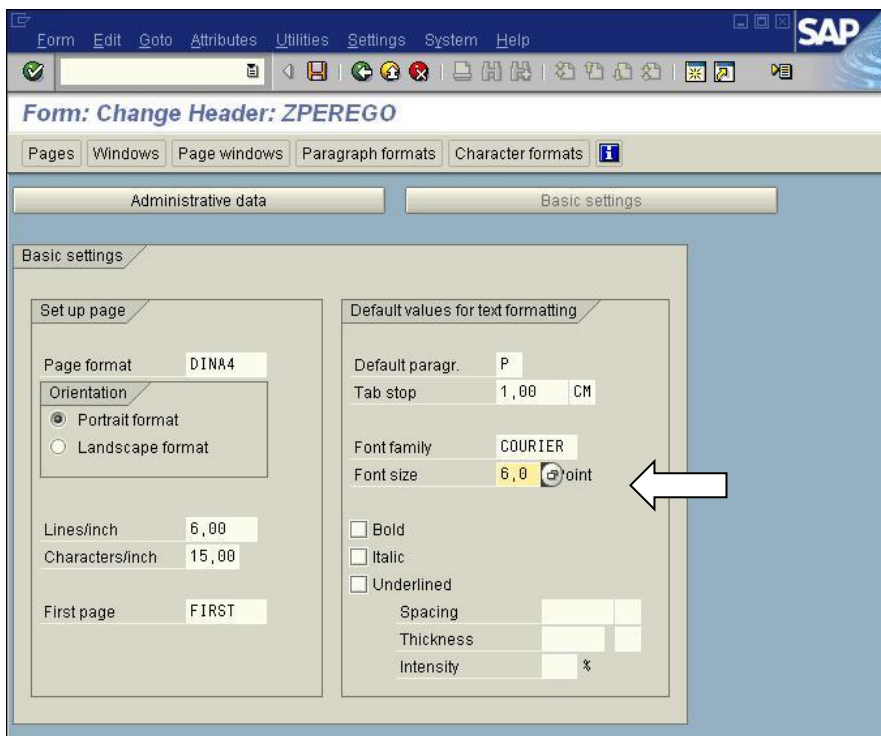 Form Edit Goto Attributes Utilities Settings System Help
SAP
Form: Change Header: ZPEREGO
Pages Windows Page windows Paragraph formats Character formats
Administrative data Basic settings
Basic settings
Set up page
Page format DINA4
Orientation
Portrait format
Landscape format
Lines/inch 6,00
Characters/inch 15,00
First page FIRST
Default values for text formatting
Default paragr. P
Tab stop 1,00 CM
Font family COURIER
Font size 6,0 oint
Bold
Italic
Underlined
Spacing
Thickness
Intensity %